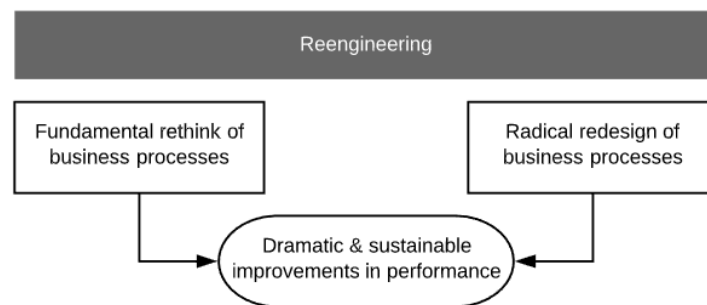 Reengineering
Fundamental rethink of
business processes
Radical redesign of
business processes
Dramatic & sustainable
improvements in performance